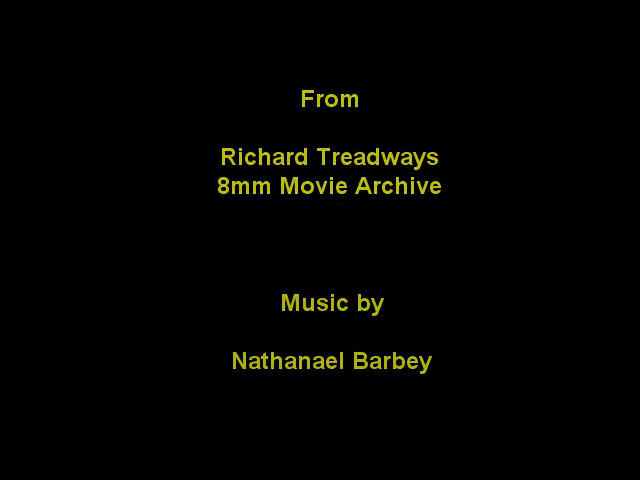 From
Richard Treadways
8mm Movie Archive
Music by
Nathanael Barbey